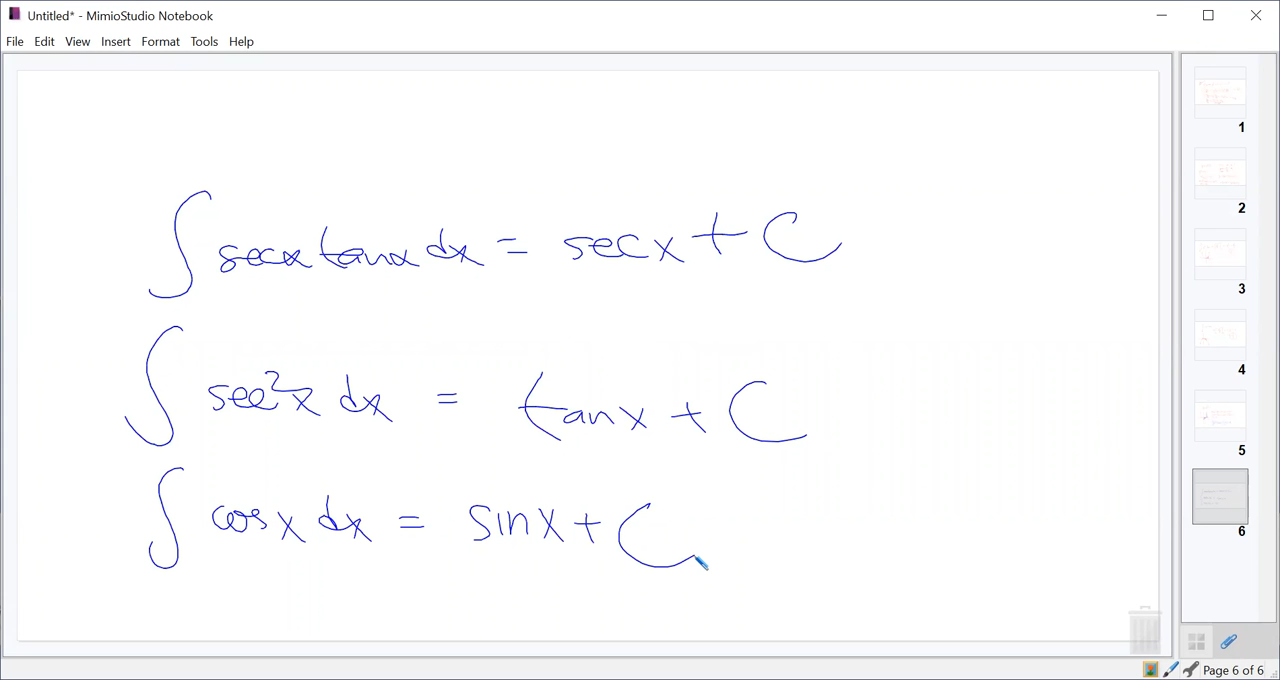 Untitled* - MimioStudio Notebook
File Edit View Insert Format Tools Help
∫ secx tanx dx = secx + C
∫ sec²x dx = tanx + C
∫ cosx dx = sinx + C
1
2
3
4
5
6
Page 6 of 6